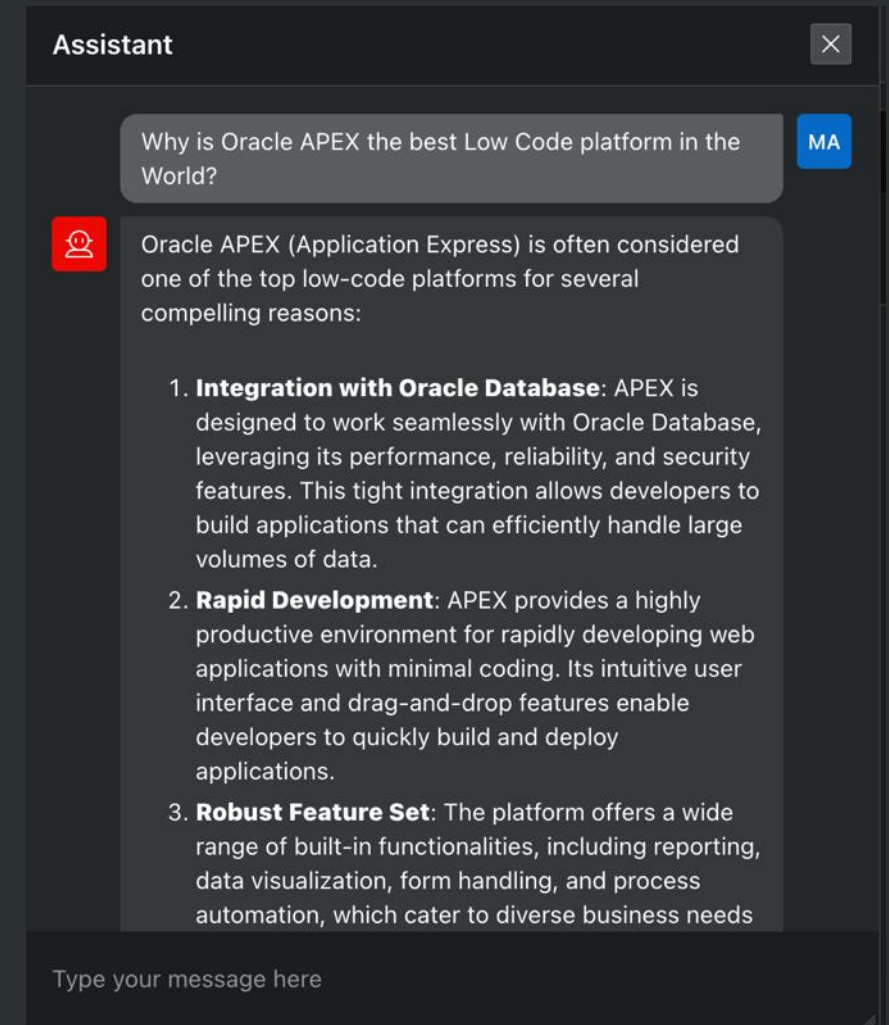 Assistant
Why is Oracle APEX the best Low Code platform in the
World?
MA
Oracle APEX (Application Express) is often considered
one of the top low-code platforms for several
compelling reasons:
1. Integration with Oracle Database: APEX is
designed to work seamlessly with Oracle Database,
leveraging its performance, reliability, and security
features. This tight integration allows developers to
build applications that can efficiently handle large
volumes of data.
2. Rapid Development: APEX provides a highly
productive environment for rapidly developing web
applications with minimal coding. Its intuitive user
interface and drag-and-drop features enable
developers to quickly build and deploy
applications.
3. Robust Feature Set: The platform offers a wide
range of built-in functionalities, including reporting,
data visualization, form handling, and process
automation, which cater to diverse business needs
Type your message here